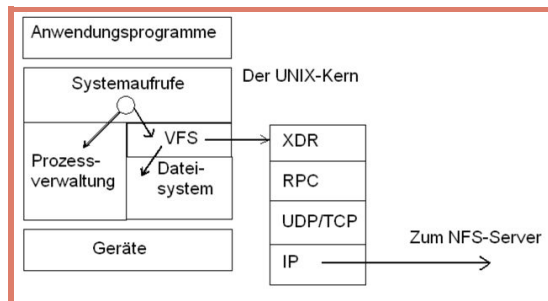 Anwendungsprogramme
Systemaufrufe
Der UNIX-Kern
VFS
Prozess-
verwaltung
Datei-
system
Geräte
XDR
RPC
UDP/TCP
IP
Zum NFS-Server